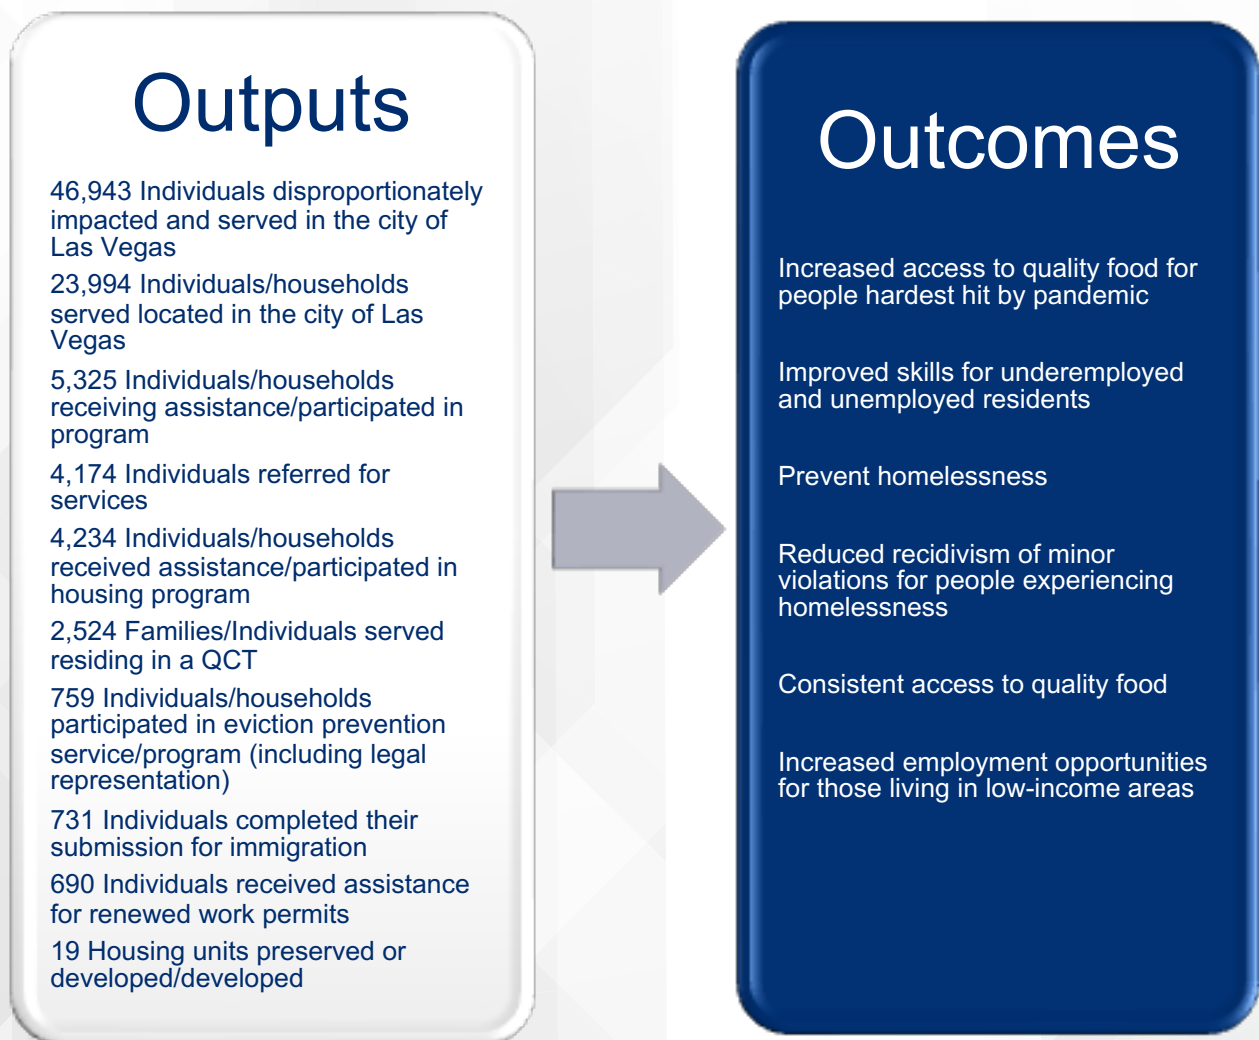 Outputs
46,943 Individuals disproportionately
impacted and served in the city of
Las Vegas
23,994 Individuals/households
served located in the city of Las
Vegas
5,325 Individuals/households
receiving assistance/participated in
program
4,174 Individuals referred for
services
4,234 Individuals/households
received assistance/participated in
housing program
2,524 Families/Individuals served
residing in a QCT
759 Individuals/households
participated in eviction prevention
service/program (including legal
representation)
731 Individuals completed their
submission for immigration
690 Individuals received assistance
for renewed work permits
19 Housing units preserved or
developed/developed
Outcomes
Increased access to quality food for
people hardest hit by pandemic
Improved skills for underemployed
and unemployed residents
Prevent homelessness
Reduced recidivism of minor
violations for people experiencing
homelessness
Consistent access to quality food
Increased employment opportunities
for those living in low-income areas